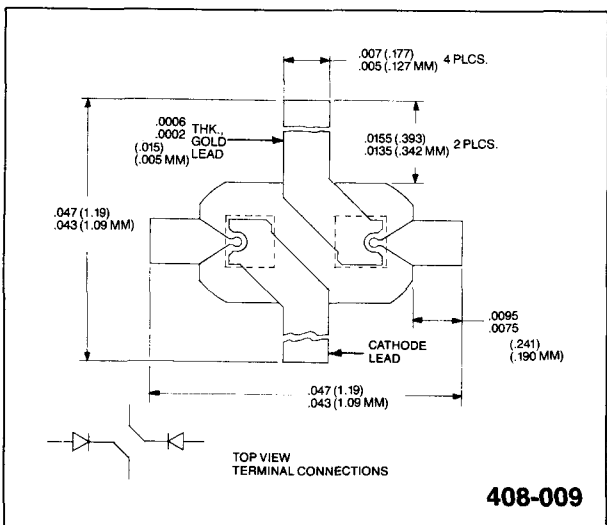 .007 (.177)
.005 (.127 MM) 4 PLCS.
.0006
.0002 THK.,
GOLD
LEAD
(.015)
(.005 MM)
.0155 (.393)
.0135 (.342 MM) 2 PLCS.
.047 (1.19)
.043 (1.09 MM)
.0095
.0075
(.241)
(.190 MM)
CATHODE
LEAD
.047 (1.19)
.043 (1.09 MM)
TOP VIEW
TERMINAL CONNECTIONS
408-009